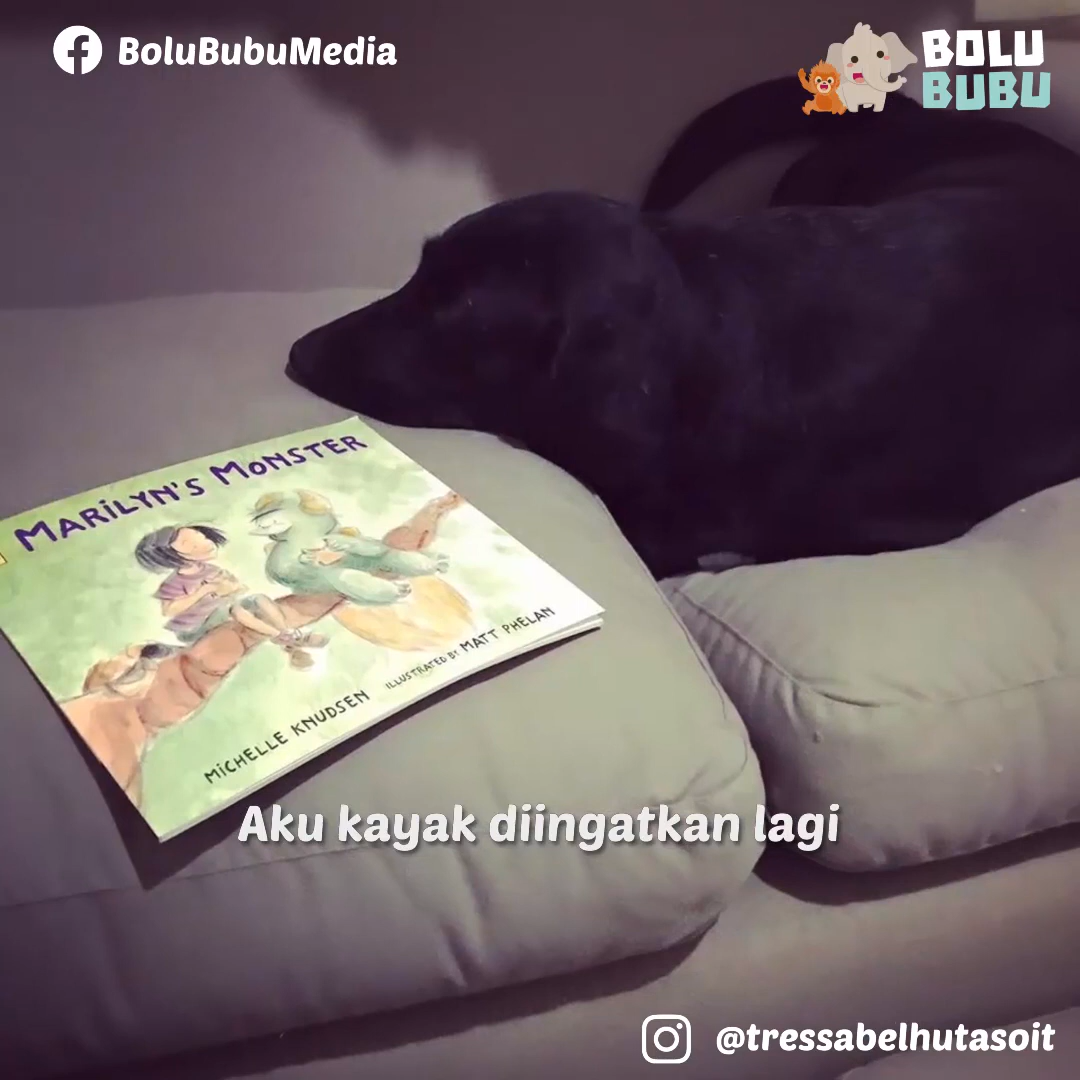 BoluBubuMedia
BOLU
BUBU
MARILYN'S MONSTER
MICHELLE KNUDSEN
ILLUSTRATED BY MATT PHELAN
Aku kayak diingatkan lagi
@tressabelhutasoit